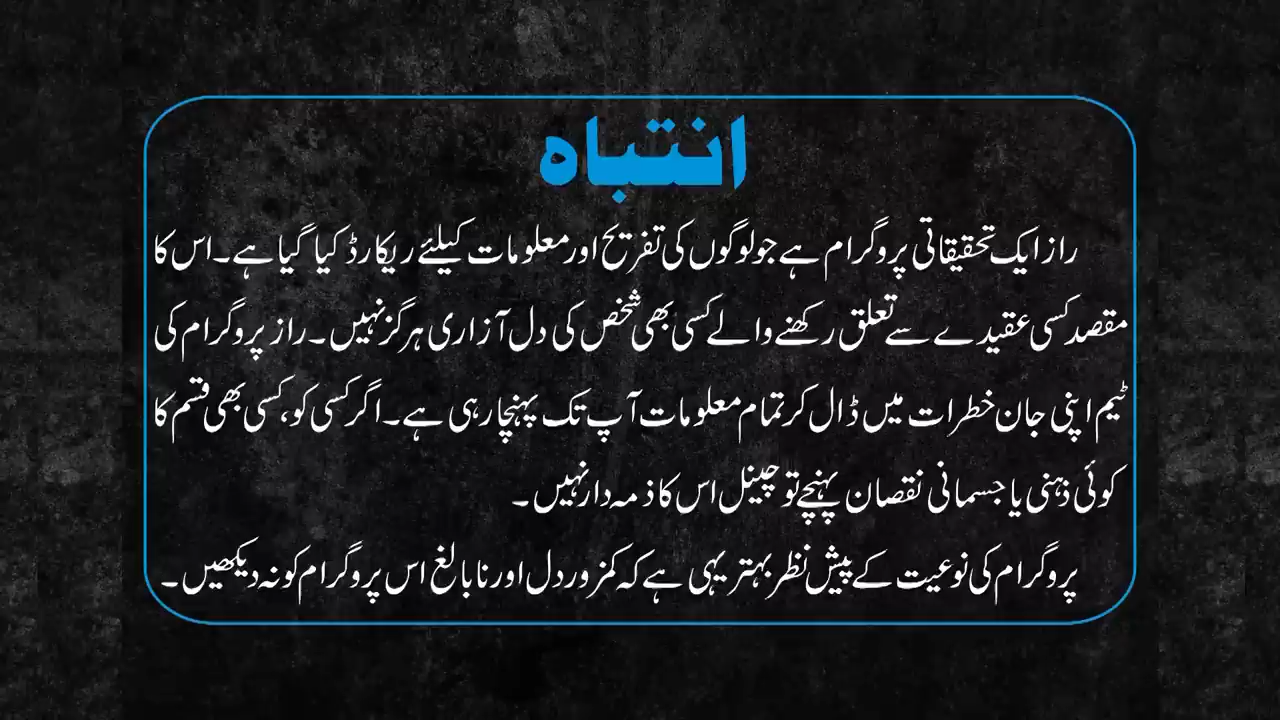 انتباہ
راز ایک تحقیقاتی پروگرام ہے جو لوگوں کی تفریح اور معلومات کیلئے ریکارڈ کیا گیا ہے۔ اس کا
مقصد کسی عقیدے سے تعلق رکھنے والے کسی بھی شخص کی دل آزاری ہرگز نہیں۔ راز پروگرام کی
ٹیم اپنی جان خطرات میں ڈال کر تمام معلومات آپ تک پہنچا رہی ہے۔ اگر کسی کو، کسی بھی قسم کا
کوئی ذہنی یا جسمانی نقصان پہنچے تو چینل اس کا ذمہ دار نہیں۔
پروگرام کی نوعیت کے پیش نظر بہتر یہی ہے کہ کمزور دل اور نابالغ اس پروگرام کو نہ دیکھیں۔